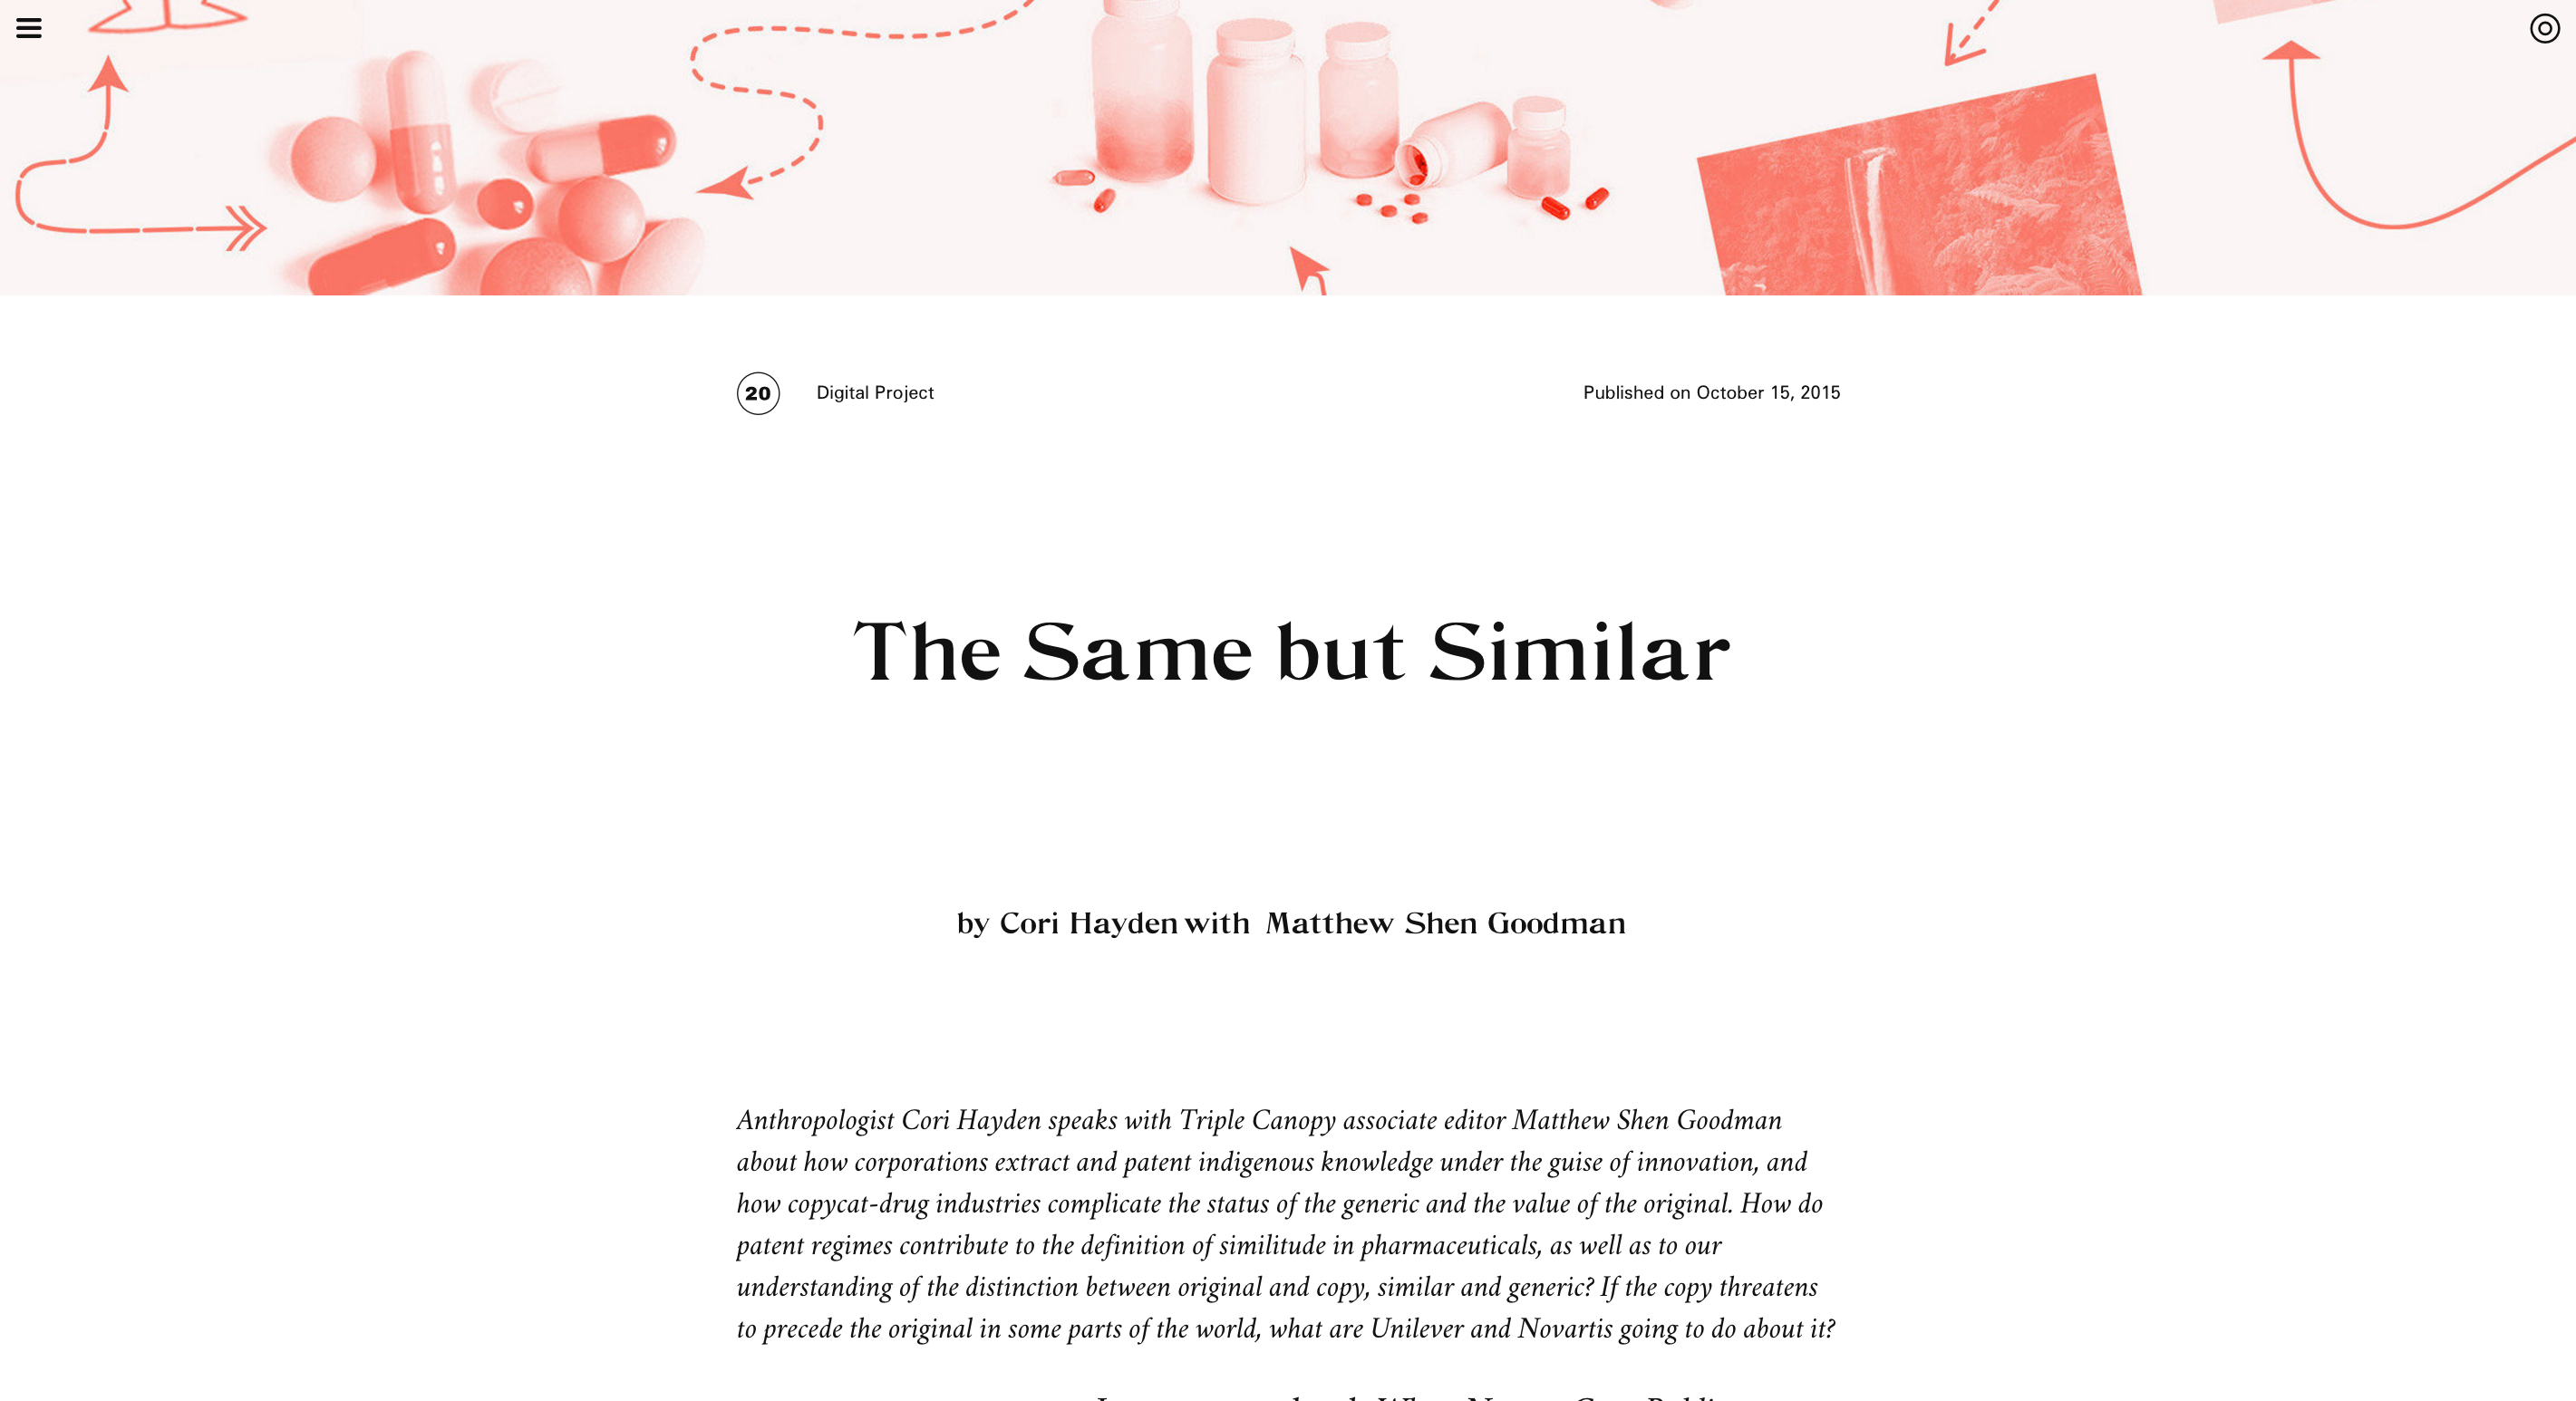 20 Digital Project Published on October 15, 2015
The Same but Similar
by Cori Hayden with Matthew Shen Goodman
Anthropologist Cori Hayden speaks with Triple Canopy associate editor Matthew Shen Goodman
about how corporations extract and patent indigenous knowledge under the guise of innovation, and
how copycat-drug industries complicate the status of the generic and the value of the original. How do
patent regimes contribute to the definition of similitude in pharmaceuticals, as well as to our
understanding of the distinction between original and copy, similar and generic? If the copy threatens
to precede the original in some parts of the world, what are Unilever and Novartis going to do about it?